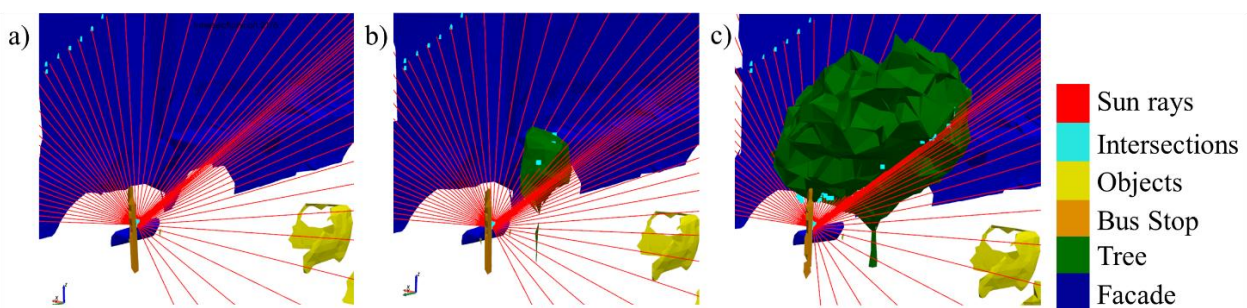 a)
b)
c)
Sun rays
Intersections
Objects
Bus Stop
Tree
Facade